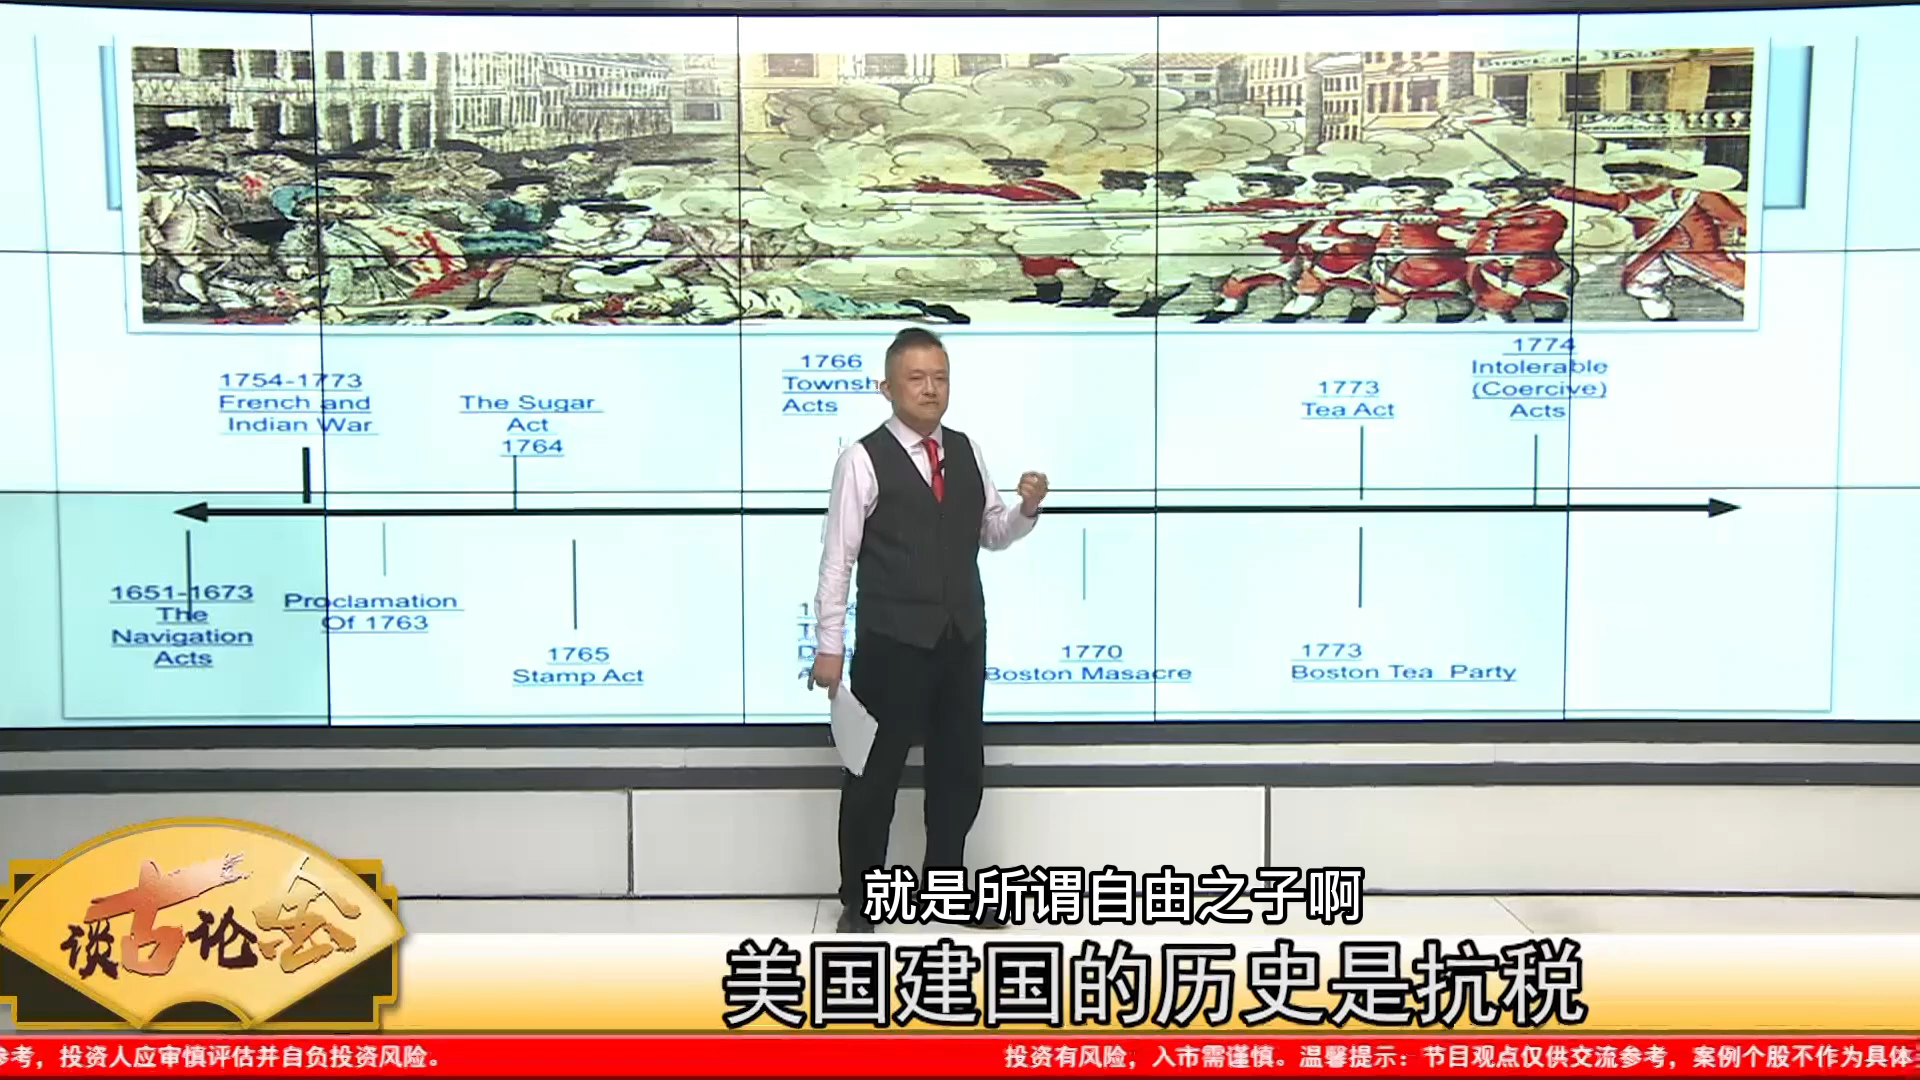 BUTCHER's HALL
1754-1773
French and
Indian War
The Sugar
Act
1764
1766
Townsh
Acts
1773
Tea Act
1774
Intolerable
(Coercive)
Acts
1651-1673
The
Navigation
Acts
Proclamation
Of 1763
1765
Stamp Act
1770
Boston Masacre
1773
Boston Tea Party
就是所谓自由之子啊
谈古论金
美国建国的历史是抗税
参考，投资人应审慎评估并自负投资风险。
投资有风险，入市需谨慎。温馨提示：节目观点仅供交流参考，案例个股不作为具体